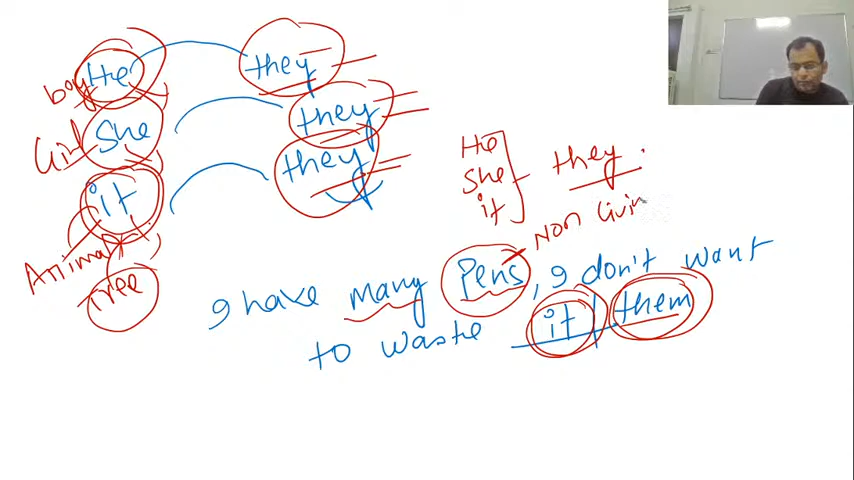 boy He they
Girl She they
it they
Animal
Tree
He
She
it
they.
Non Livin
I have many Pens, I don't want
to waste it / them